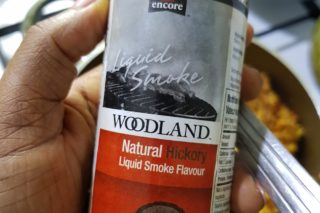 encore
Liquid
Smoke
WOODLAND
Natural Hickory
Liquid Smoke Flavour